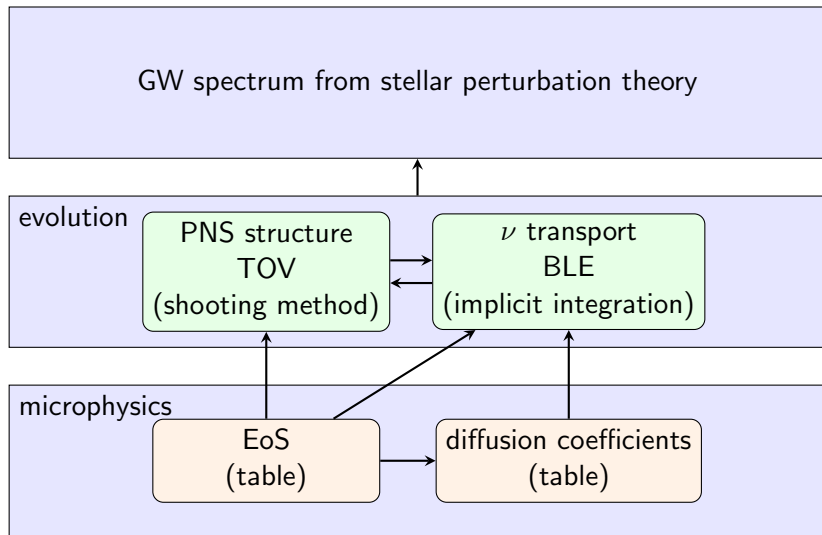 GW spectrum from stellar perturbation theory
evolution
PNS structure
TOV
(shooting method)
ν transport
BLE
(implicit integration)
microphysics
EoS
(table)
diffusion coefficients
(table)